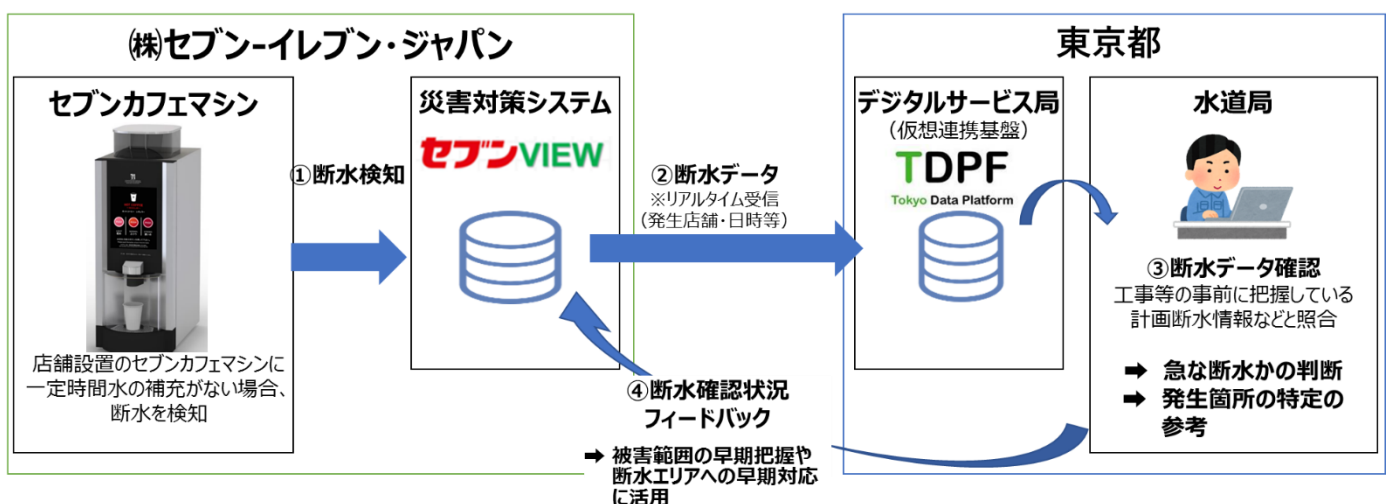 ㈱セブン-イレブン・ジャパン
セブンカフェマシン
店舗設置のセブンカフェマシンに
一定時間水の補充がない場合、
断水を検知
①断水検知
災害対策システム
セブンVIEW
②断水データ
※リアルタイム受信
(発生店舗・日時等)
東京都
デジタルサービス局
(仮想連携基盤)
TDPF
Tokyo Data Platform
水道局
③断水データ確認
工事等の事前に把握している
計画断水情報などと照合
➡ 急な断水かの判断
➡ 発生箇所の特定の
参考
④断水確認状況
フィードバック
➡ 被害範囲の早期把握や
断水エリアへの早期対応
に活用